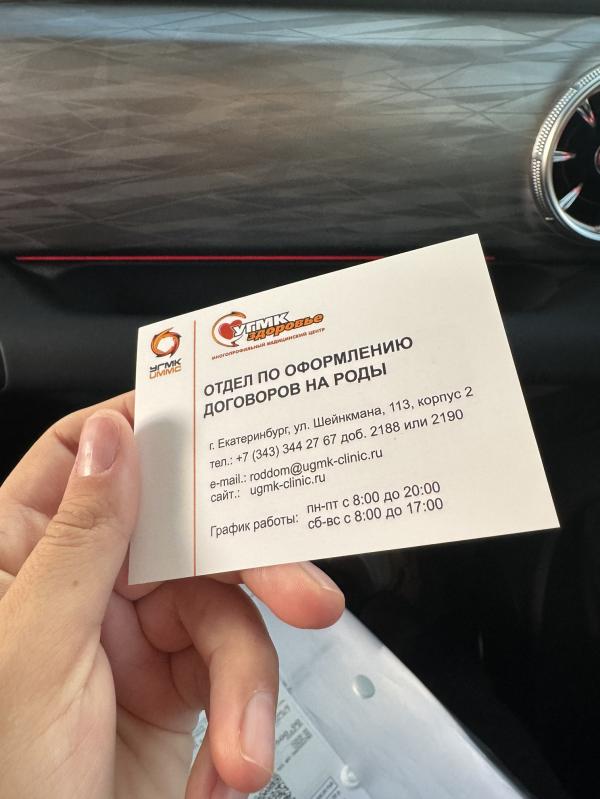 УГМК
UMMC
УГМК
здоровье
МНОГОПРОФИЛЬНЫЙ МЕДИЦИНСКИЙ ЦЕНТР
ОТДЕЛ ПО ОФОРМЛЕНИЮ
ДОГОВОРОВ НА РОДЫ
г. Екатеринбург, ул. Шейнкмана, 113, корпус 2
тел.: +7 (343) 344 27 67 доб. 2188 или 2190
e-mail.: roddom@ugmk-clinic.ru
сайт.: ugmk-clinic.ru
График работы: пн-пт с 8:00 до 20:00
сб-вс с 8:00 до 17:00